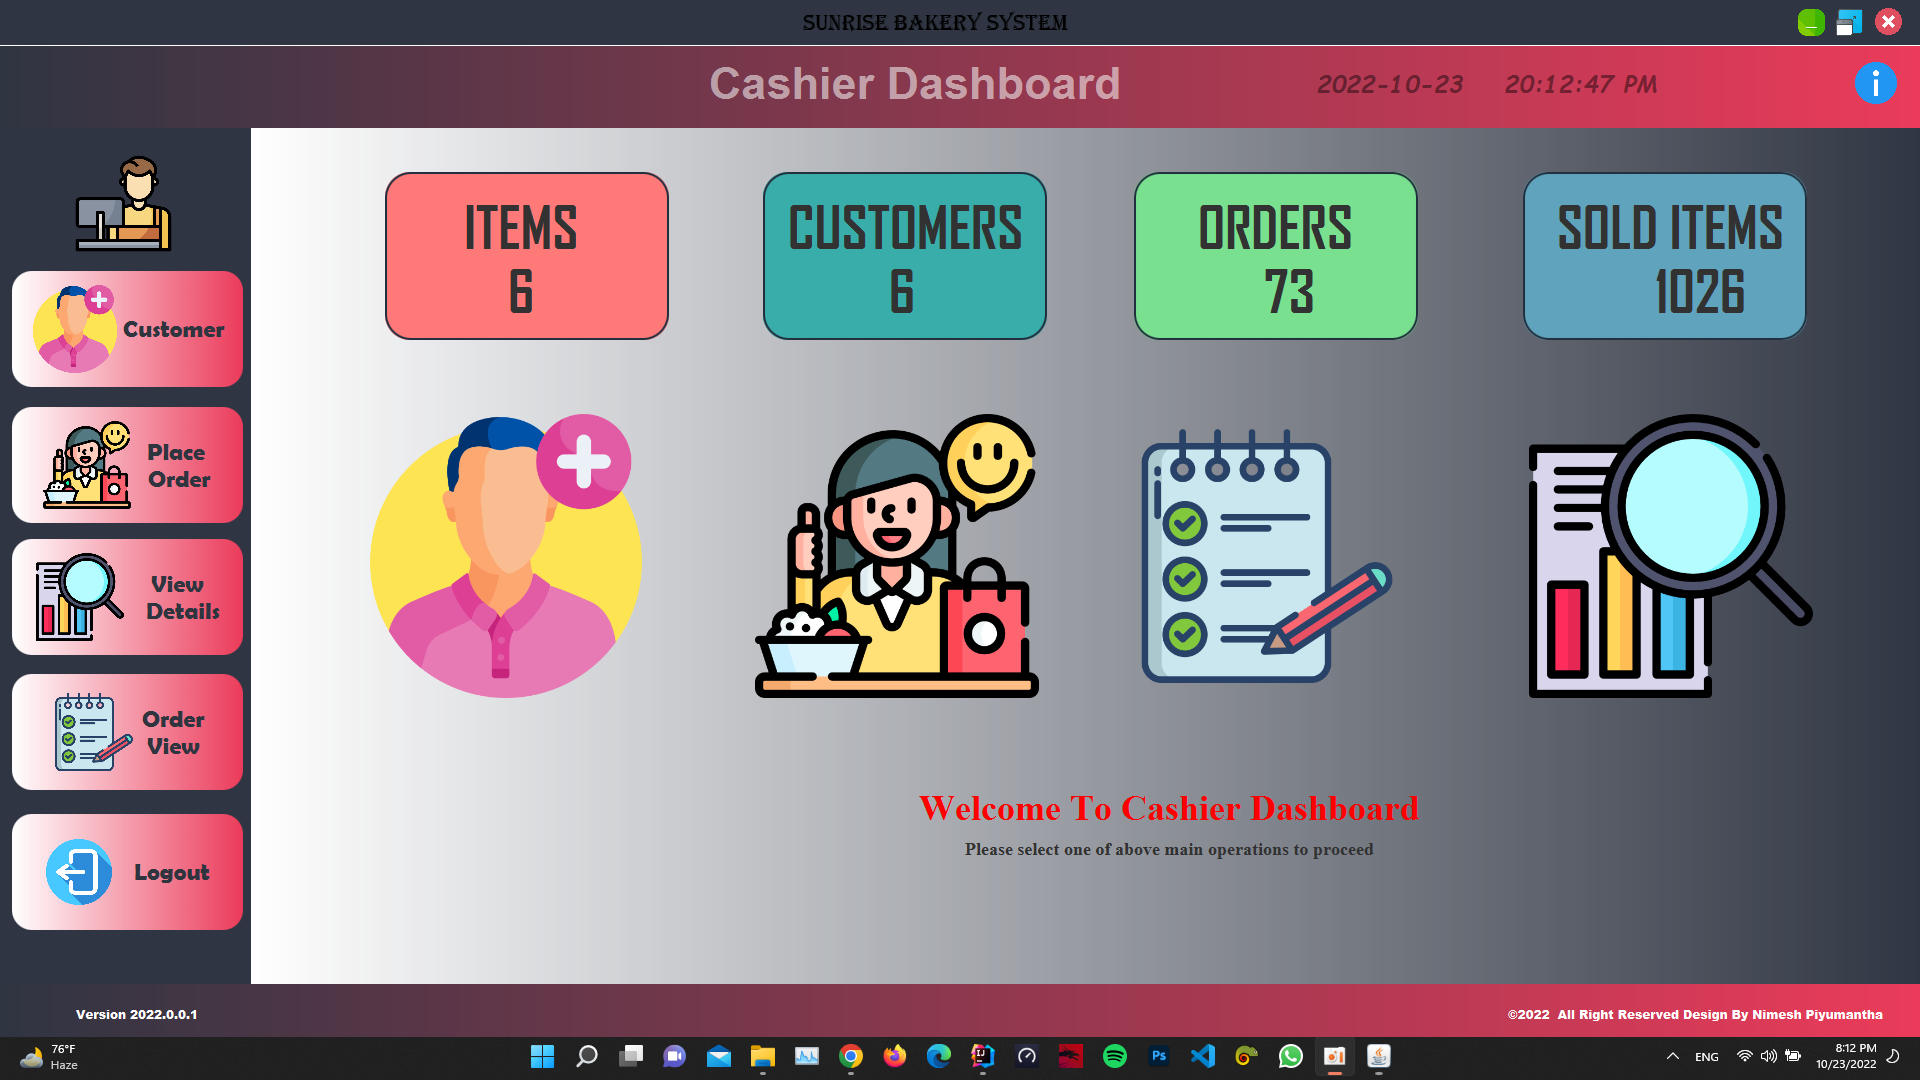 SUNRISE BAKERY SYSTEM
Cashier Dashboard
2022-10-23 20:12:47 PM
ITEMS
6
CUSTOMERS
6
ORDERS
73
SOLD ITEMS
1026
Customer
Place
Order
View
Details
Order
View
Logout
Welcome To Cashier Dashboard
Please select one of above main operations to proceed
Version 2022.0.0.1
©2022 All Right Reserved Design By Nimesh Piyumantha
76°F
Haze
IJ
Ps
ENG
8:12 PM
10/23/2022